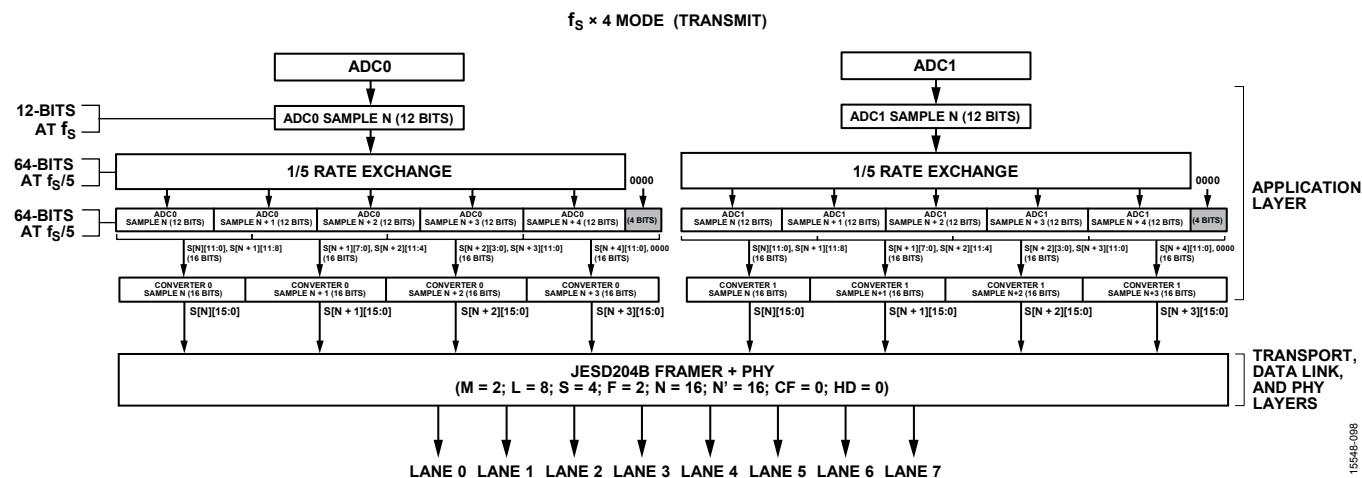 fS × 4 MODE (TRANSMIT)
ADC0
ADC1
12-BITS
AT fS
ADC0 SAMPLE N (12 BITS)
ADC1 SAMPLE N (12 BITS)
64-BITS
AT fS/5
1/5 RATE EXCHANGE
0000
1/5 RATE EXCHANGE
0000
APPLICATION
LAYER
64-BITS
AT fS/5
ADC0
SAMPLE N (12 BITS)
ADC0
SAMPLE N + 1 (12 BITS)
ADC0
SAMPLE N + 2 (12 BITS)
ADC0
SAMPLE N + 3 (12 BITS)
ADC0
SAMPLE N + 4 (12 BITS)
(4 BITS)
ADC1
SAMPLE N (12 BITS)
ADC1
SAMPLE N + 1 (12 BITS)
ADC1
SAMPLE N + 2 (12 BITS)
ADC1
SAMPLE N + 3 (12 BITS)
ADC1
SAMPLE N + 4 (12 BITS)
(4 BITS)
S[N][11:0], S[N + 1][11:8]
(16 BITS)
S[N + 1][7:0], S[N + 2][11:4]
(16 BITS)
S[N + 2][3:0], S[N + 3][11:0]
(16 BITS)
S[N + 4][11:0], 0000
(16 BITS)
S[N][11:0], S[N + 1][11:8]
(16 BITS)
S[N + 1][7:0], S[N + 2][11:4]
(16 BITS)
S[N + 2][3:0], S[N + 3][11:0]
(16 BITS)
S[N + 4][11:0], 0000
(16 BITS)
CONVERTER 0
SAMPLE N (16 BITS)
CONVERTER 0
SAMPLE N + 1 (16 BITS)
CONVERTER 0
SAMPLE N + 2 (16 BITS)
CONVERTER 0
SAMPLE N + 3 (16 BITS)
CONVERTER 1
SAMPLE N (16 BITS)
CONVERTER 1
SAMPLE N+1 (16 BITS)
CONVERTER 1
SAMPLE N+2 (16 BITS)
CONVERTER 1
SAMPLE N+3 (16 BITS)
S[N][15:0]
S[N + 1][15:0]
S[N + 2][15:0]
S[N + 3][15:0]
S[N][15:0]
S[N + 1][15:0]
S[N + 2][15:0]
S[N + 3][15:0]
JESD204B FRAMER + PHY
(M = 2; L = 8; S = 4; F = 2; N = 16; N' = 16; CF = 0; HD = 0)
TRANSPORT,
DATA LINK,
AND PHY
LAYERS
LANE 0 LANE 1 LANE 2 LANE 3 LANE 4 LANE 5 LANE 6 LANE 7
15548-098